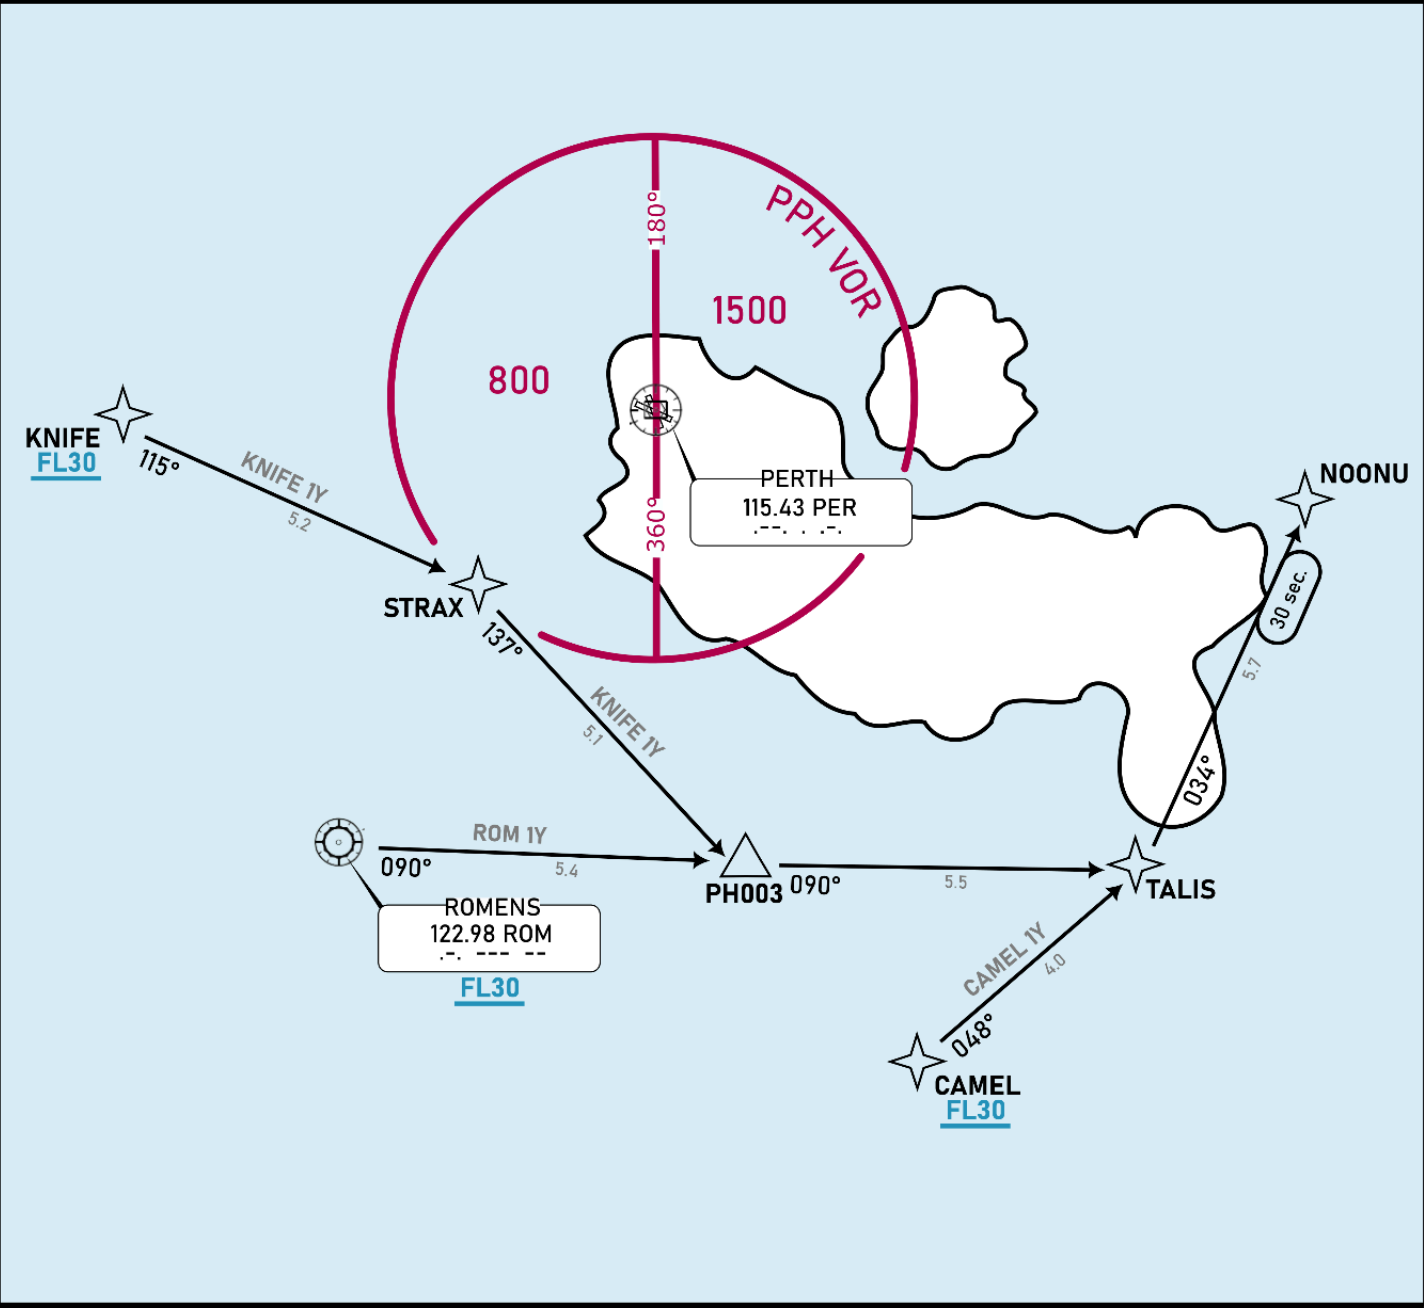 180°
PPH VOR
1500
800
KNIFE
FL30
115°
KNIFE 1Y
5.2
PERTH
115.43 PER
.--. . .-.
360°
NOONU
30 sec.
5.7
034°
STRAX
137°
KNIFE 1Y
5.1
ROM 1Y
5.4
090°
ROMENS
122.98 ROM
.-. --- --
FL30
PH003
090°
5.5
TALIS
CAMEL 1Y
4.0
048°
CAMEL
FL30